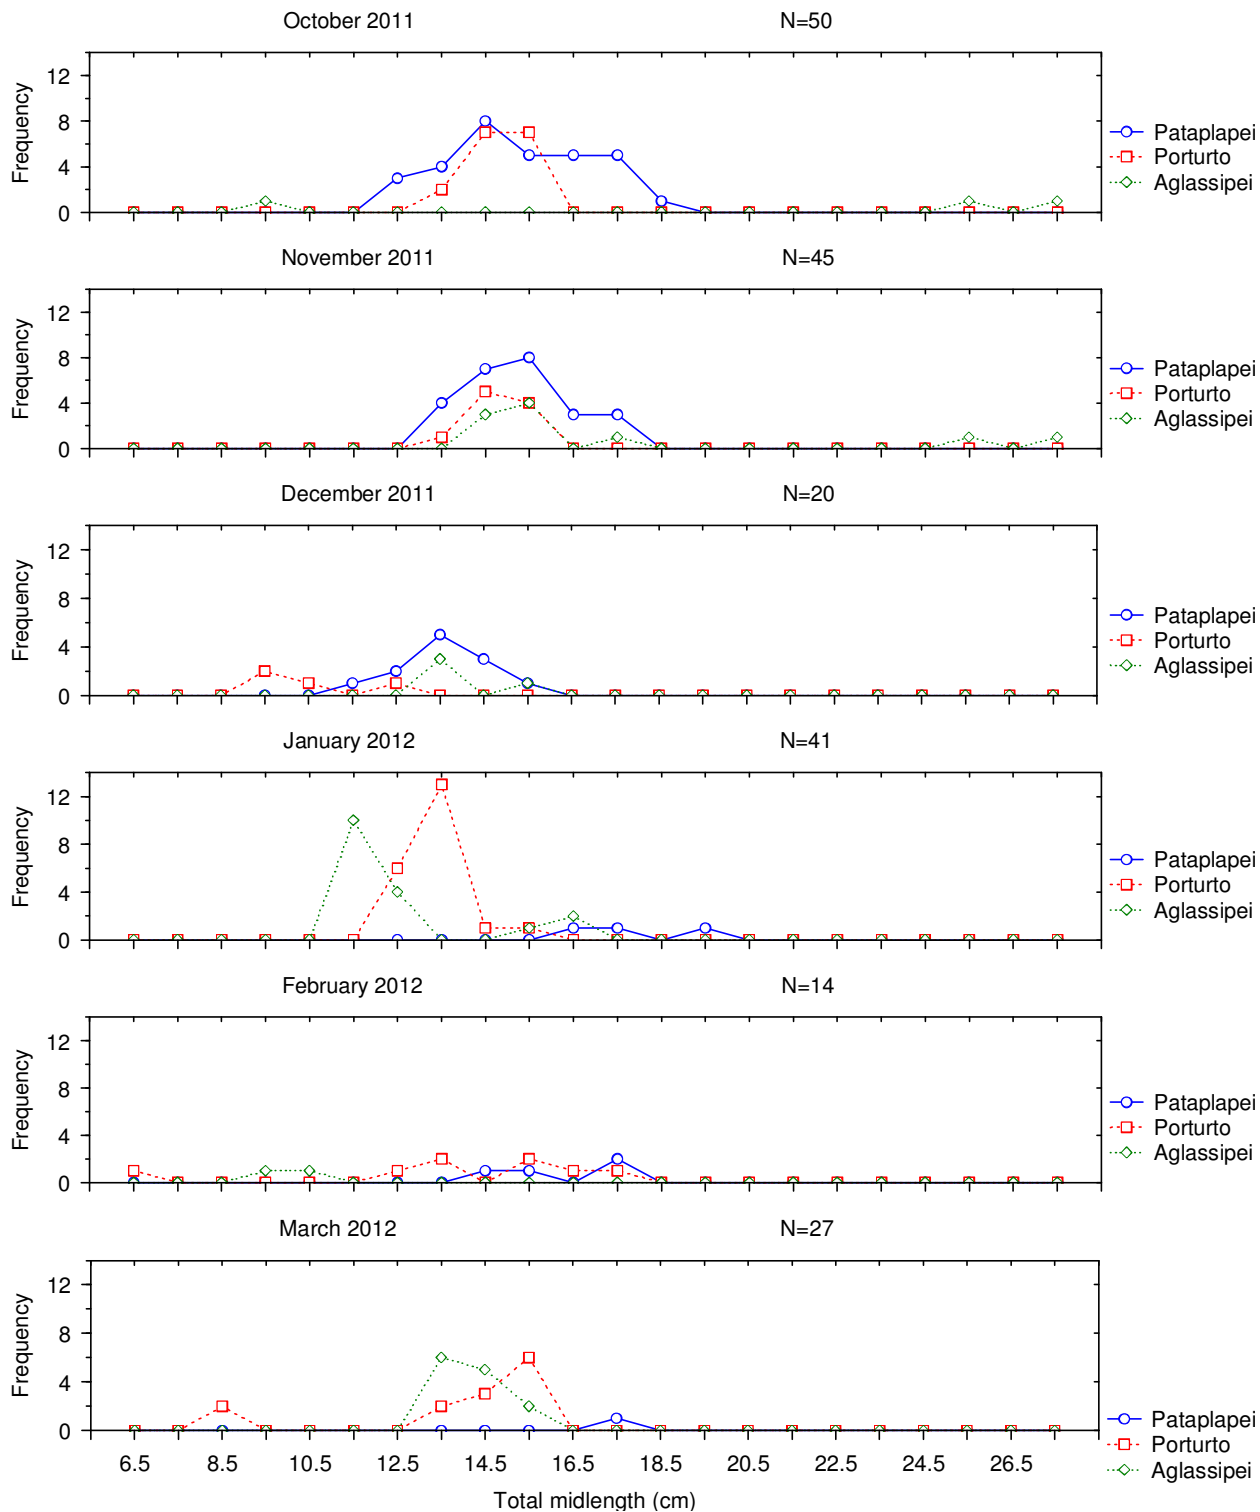 October 2011 N=50
Frequency
12
8
4
0
Pataplapei
Porturto
Aglassipei
November 2011 N=45
Frequency
12
8
4
0
Pataplapei
Porturto
Aglassipei
December 2011 N=20
Frequency
12
8
4
0
Pataplapei
Porturto
Aglassipei
January 2012 N=41
Frequency
12
8
4
0
Pataplapei
Porturto
Aglassipei
February 2012 N=14
Frequency
12
8
4
0
Pataplapei
Porturto
Aglassipei
March 2012 N=27
Frequency
12
8
4
0
Pataplapei
Porturto
Aglassipei
6.5 8.5 10.5 12.5 14.5 16.5 18.5 20.5 22.5 24.5 26.5
Total midlength (cm)